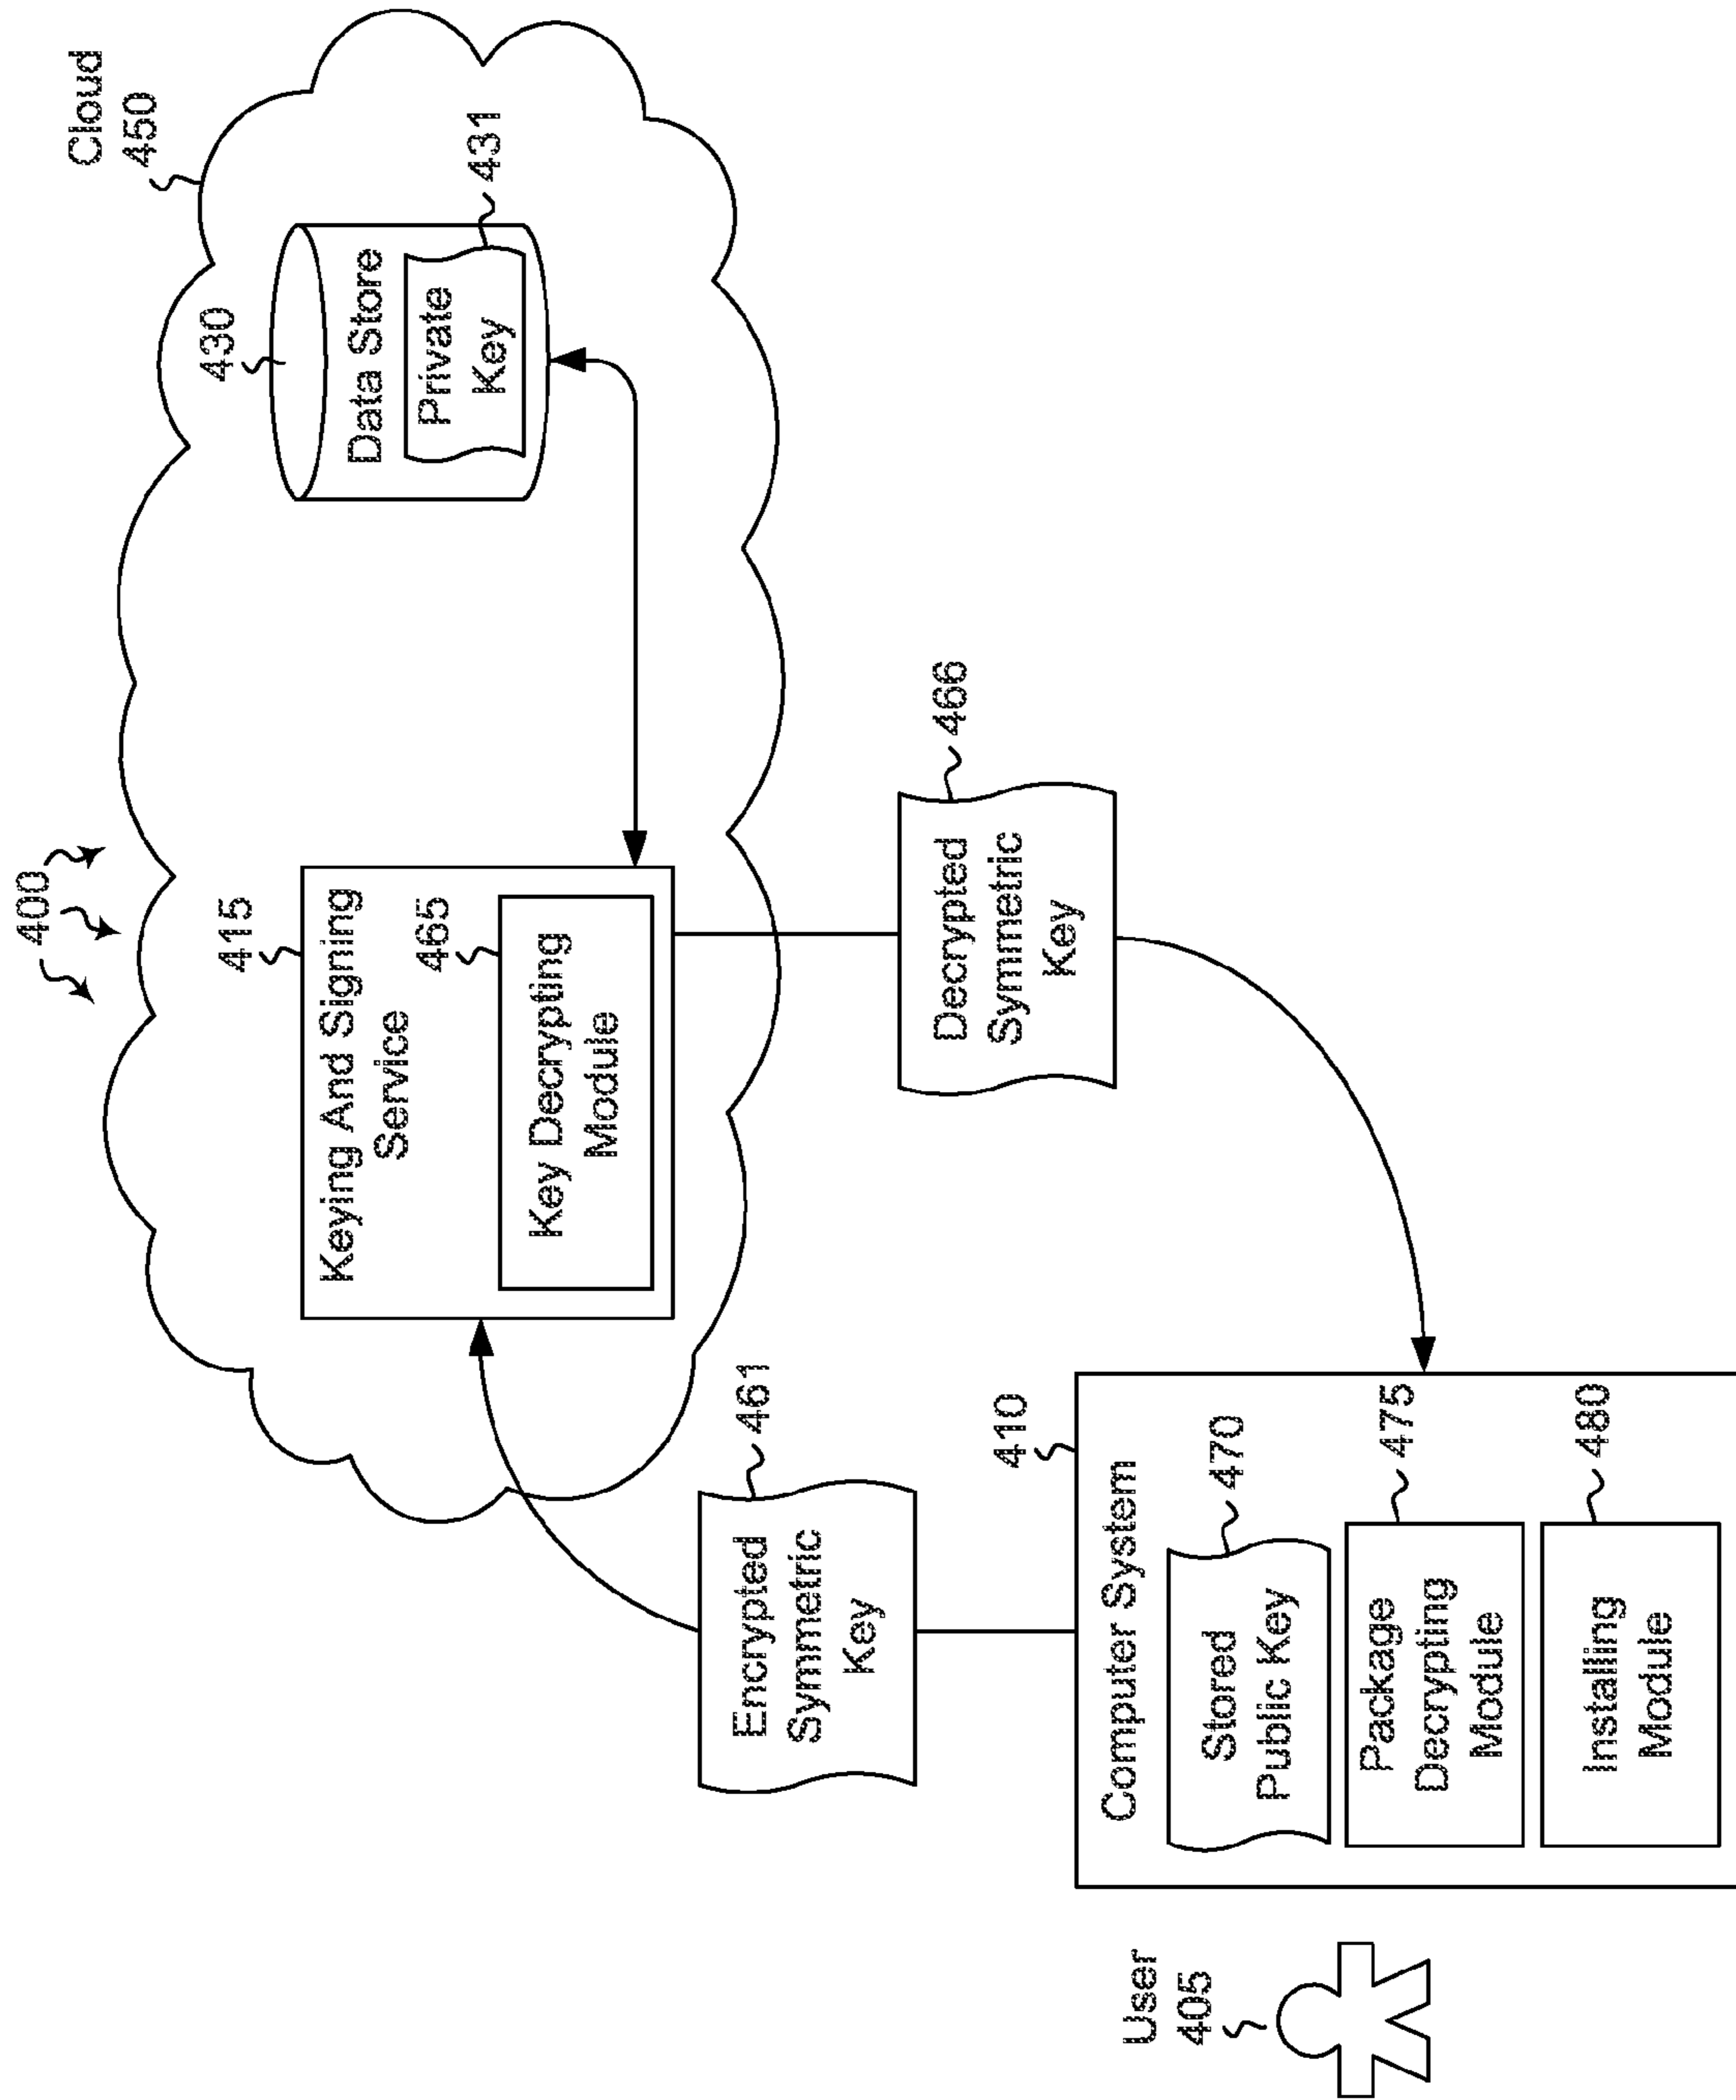 400
Cloud
450
430
Data Store
Private
Key
431
415
Keying And Signing
Service
465
Key Decrypting
Module
Encrypted
Symmetric
Key
461
Decrypted
Symmetric
Key
466
User
405
410
Computer System
Stored
Public Key
470
Package
Decrypting
Module
475
Installing
Module
480